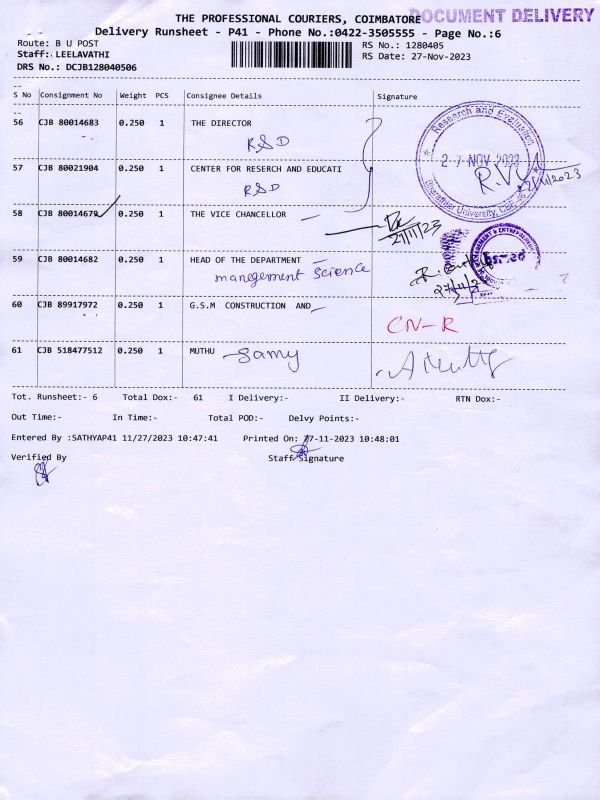 THE PROFESSIONAL COURIERS, COIMBATORE DOCUMENT DELIVERY
Delivery Runsheet - P41 - Phone No.:0422-3505555 - Page No.:6
Route: B U POST RS No.: 1280405
Staff: LEELAVATHI RS Date: 27-Nov-2023
DRS No.: DCJB128040506
S No Consignment No Weight PCS Consignee Details Signature
56 CJB 80014683 0.250 1 THE DIRECTOR
R&D
Research and Evaluation
27 NOV 2023
Bharathiar University, CBE-46
57 CJB 80021904 0.250 1 CENTER FOR RESERCH AND EDUCATI
R&D
58 CJB 80014679 0.250 1 THE VICE CHANCELLOR
27/11/23
59 CJB 80014682 0.250 1 HEAD OF THE DEPARTMENT
management Science
60 CJB 89917972 0.250 1 G.S.M CONSTRUCTION AND
CN-R
61 CJB 518477512 0.250 1 MUTHU -Samy
Tot. Runsheet:- 6 Total Dox:- 61 I Delivery:- II Delivery:- RTN Dox:-
Out Time:- In Time:- Total POD:- Delvy Points:-
Entered By :SATHYAP41 11/27/2023 10:47:41 Printed On: 27-11-2023 10:48:01
Verified By Staff Signature